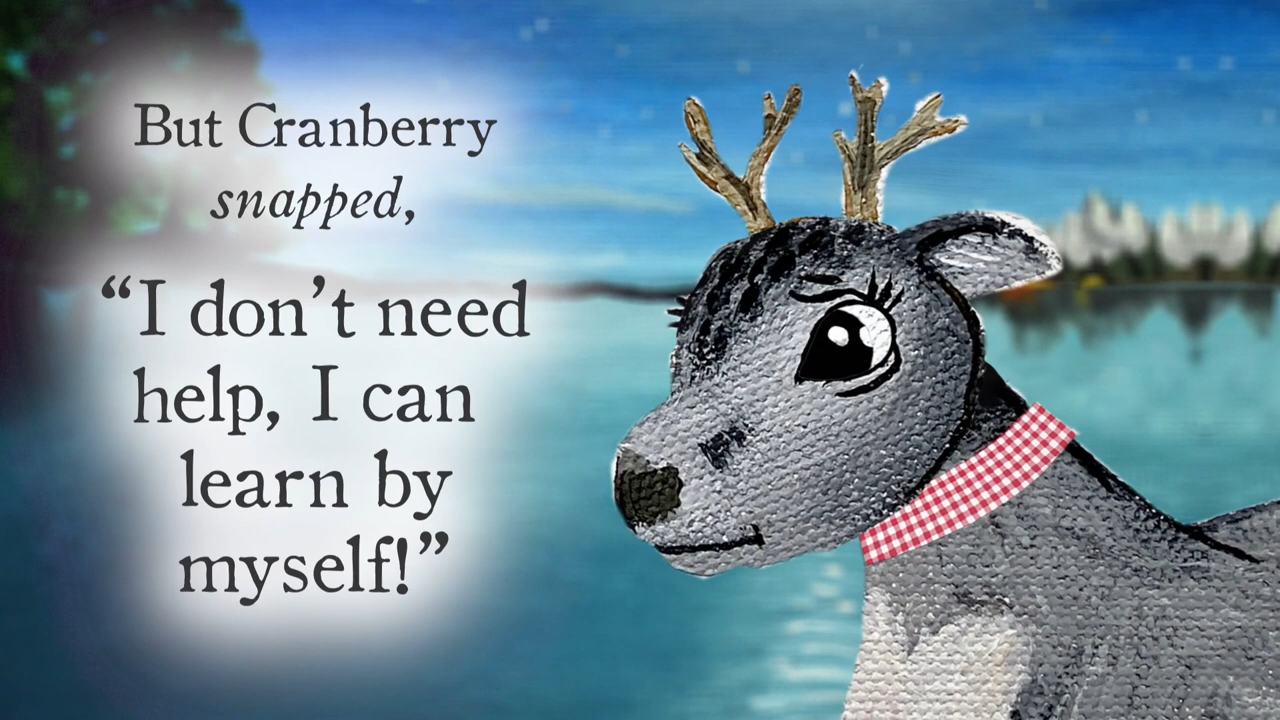 But Cranberry
snapped,
“I don’t need
help, I can
learn by
myself!”